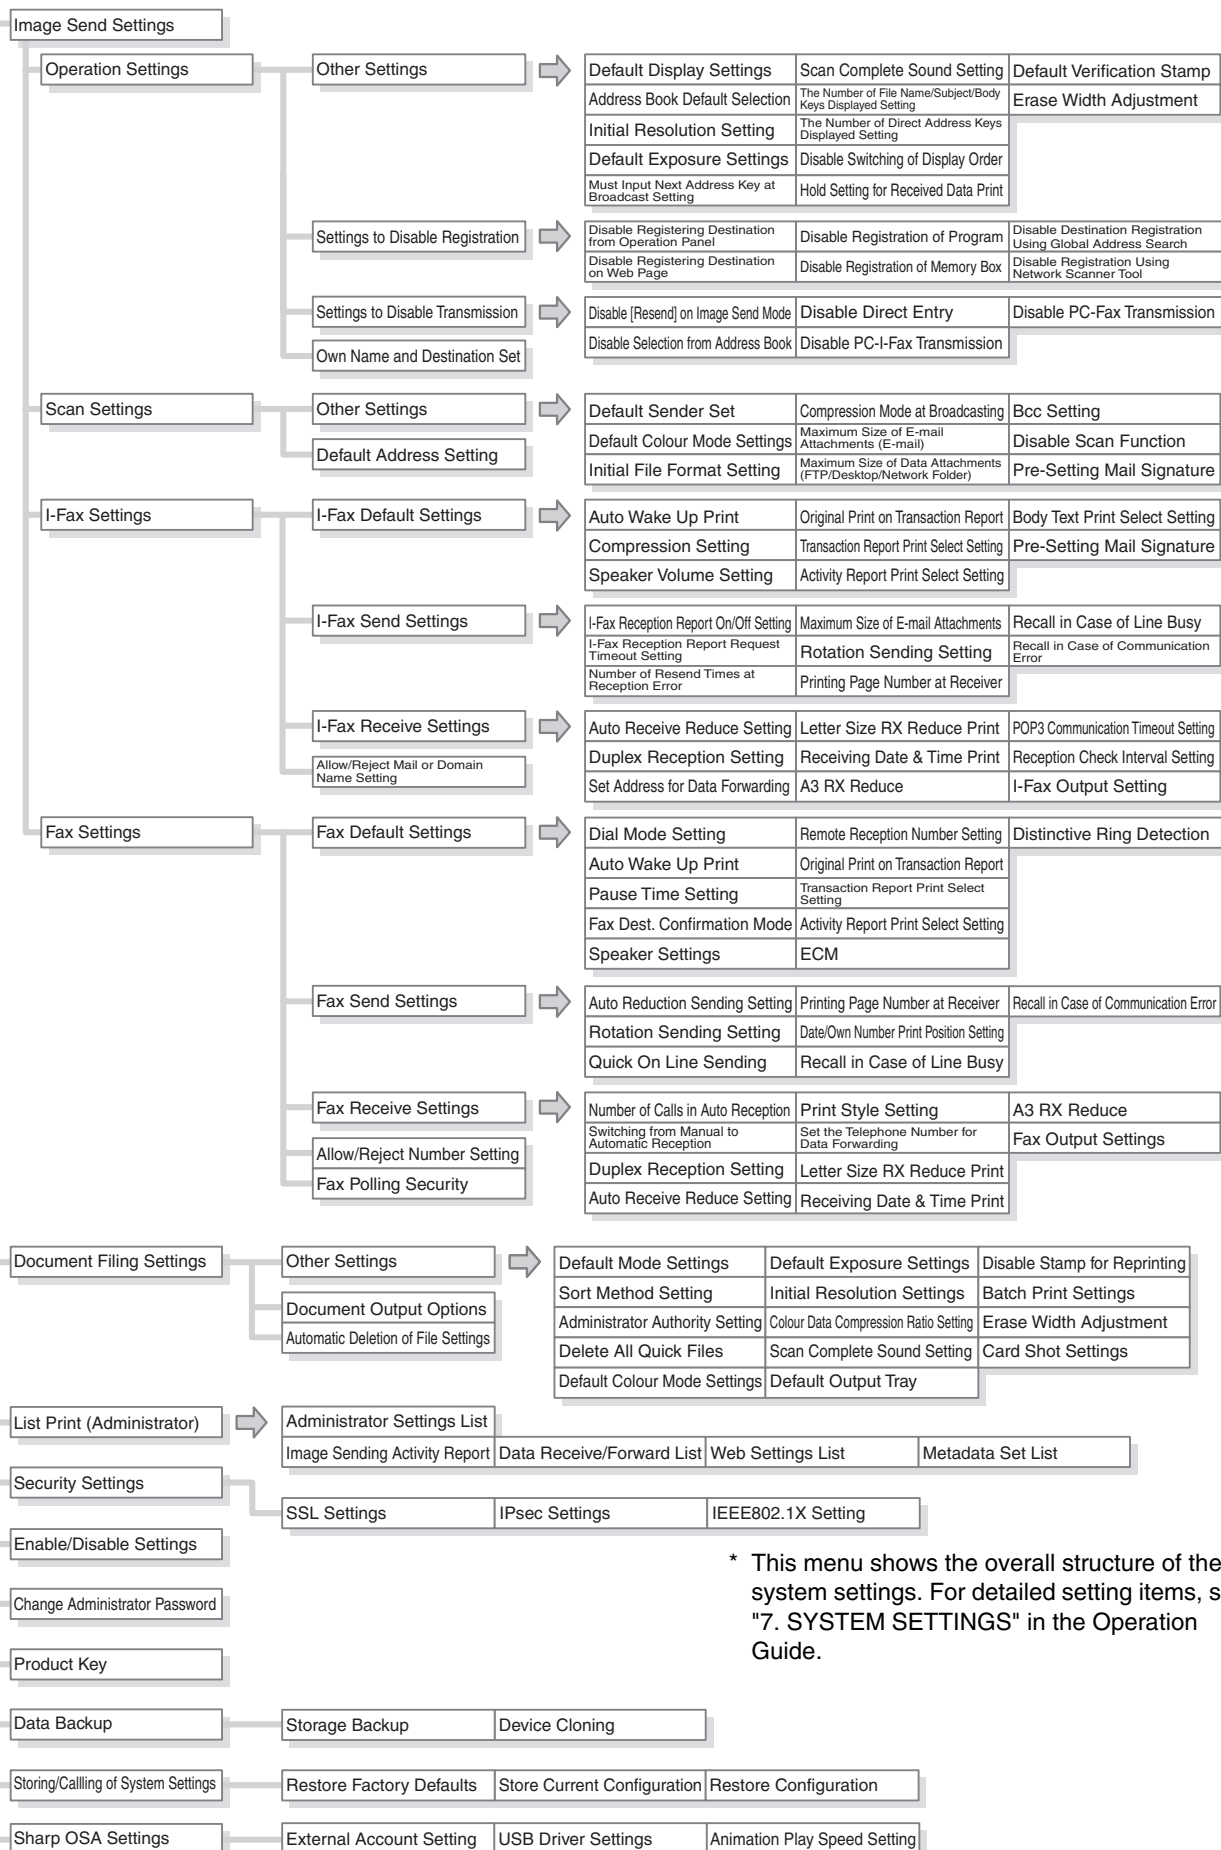 Image Send Settings
Operation Settings
Other Settings
Default Display Settings
Scan Complete Sound Setting
Default Verification Stamp
Address Book Default Selection
The Number of File Name/Subject/Body
Keys Displayed Setting
Erase Width Adjustment
Initial Resolution Setting
The Number of Direct Address Keys
Displayed Setting
Default Exposure Settings
Disable Switching of Display Order
Must Input Next Address Key at
Broadcast Setting
Hold Setting for Received Data Print
Settings to Disable Registration
Disable Registering Destination
from Operation Panel
Disable Registration of Program
Disable Destination Registration
Using Global Address Search
Disable Registering Destination
on Web Page
Disable Registration of Memory Box
Disable Registration Using
Network Scanner Tool
Settings to Disable Transmission
Disable [Resend] on Image Send Mode
Disable Direct Entry
Disable PC-Fax Transmission
Disable Selection from Address Book
Disable PC-I-Fax Transmission
Own Name and Destination Set
Scan Settings
Other Settings
Default Sender Set
Compression Mode at Broadcasting
Bcc Setting
Default Address Setting
Default Colour Mode Settings
Maximum Size of E-mail
Attachments (E-mail)
Disable Scan Function
Initial File Format Setting
Maximum Size of Data Attachments
(FTP/Desktop/Network Folder)
Pre-Setting Mail Signature
I-Fax Settings
I-Fax Default Settings
Auto Wake Up Print
Original Print on Transaction Report
Body Text Print Select Setting
Compression Setting
Transaction Report Print Select Setting
Pre-Setting Mail Signature
Speaker Volume Setting
Activity Report Print Select Setting
I-Fax Send Settings
I-Fax Reception Report On/Off Setting
Maximum Size of E-mail Attachments
Recall in Case of Line Busy
I-Fax Reception Report Request
Timeout Setting
Rotation Sending Setting
Recall in Case of Communication
Error
Number of Resend Times at
Reception Error
Printing Page Number at Receiver
I-Fax Receive Settings
Auto Receive Reduce Setting
Letter Size RX Reduce Print
POP3 Communication Timeout Setting
Allow/Reject Mail or Domain
Name Setting
Duplex Reception Setting
Receiving Date & Time Print
Reception Check Interval Setting
Set Address for Data Forwarding
A3 RX Reduce
I-Fax Output Setting
Fax Settings
Fax Default Settings
Dial Mode Setting
Remote Reception Number Setting
Distinctive Ring Detection
Auto Wake Up Print
Original Print on Transaction Report
Pause Time Setting
Transaction Report Print Select
Setting
Fax Dest. Confirmation Mode
Activity Report Print Select Setting
Speaker Settings
ECM
Fax Send Settings
Auto Reduction Sending Setting
Printing Page Number at Receiver
Recall in Case of Communication Error
Rotation Sending Setting
Date/Own Number Print Position Setting
Quick On Line Sending
Recall in Case of Line Busy
Fax Receive Settings
Number of Calls in Auto Reception
Print Style Setting
A3 RX Reduce
Switching from Manual to
Automatic Reception
Set the Telephone Number for
Data Forwarding
Fax Output Settings
Allow/Reject Number Setting
Duplex Reception Setting
Letter Size RX Reduce Print
Fax Polling Security
Auto Receive Reduce Setting
Receiving Date & Time Print
Document Filing Settings
Other Settings
Default Mode Settings
Default Exposure Settings
Disable Stamp for Reprinting
Document Output Options
Sort Method Setting
Initial Resolution Settings
Batch Print Settings
Automatic Deletion of File Settings
Administrator Authority Setting
Colour Data Compression Ratio Setting
Erase Width Adjustment
Delete All Quick Files
Scan Complete Sound Setting
Card Shot Settings
Default Colour Mode Settings
Default Output Tray
List Print (Administrator)
Administrator Settings List
Image Sending Activity Report
Data Receive/Forward List
Web Settings List
Metadata Set List
Security Settings
SSL Settings
IPsec Settings
IEEE802.1X Setting
Enable/Disable Settings
* This menu shows the overall structure of the
system settings. For detailed setting items, s
"7. SYSTEM SETTINGS" in the Operation
Guide.
Change Administrator Password
Product Key
Data Backup
Storage Backup
Device Cloning
Storing/Callling of System Settings
Restore Factory Defaults
Store Current Configuration
Restore Configuration
Sharp OSA Settings
External Account Setting
USB Driver Settings
Animation Play Speed Setting